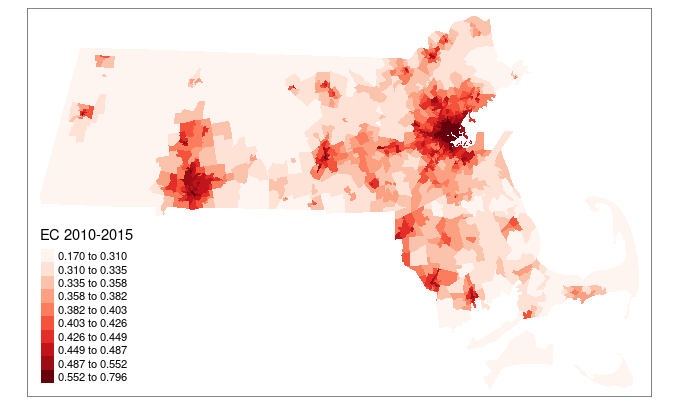 EC 2010-2015
0.170 to 0.310
0.310 to 0.335
0.335 to 0.358
0.358 to 0.382
0.382 to 0.403
0.403 to 0.426
0.426 to 0.449
0.449 to 0.487
0.487 to 0.552
0.552 to 0.796